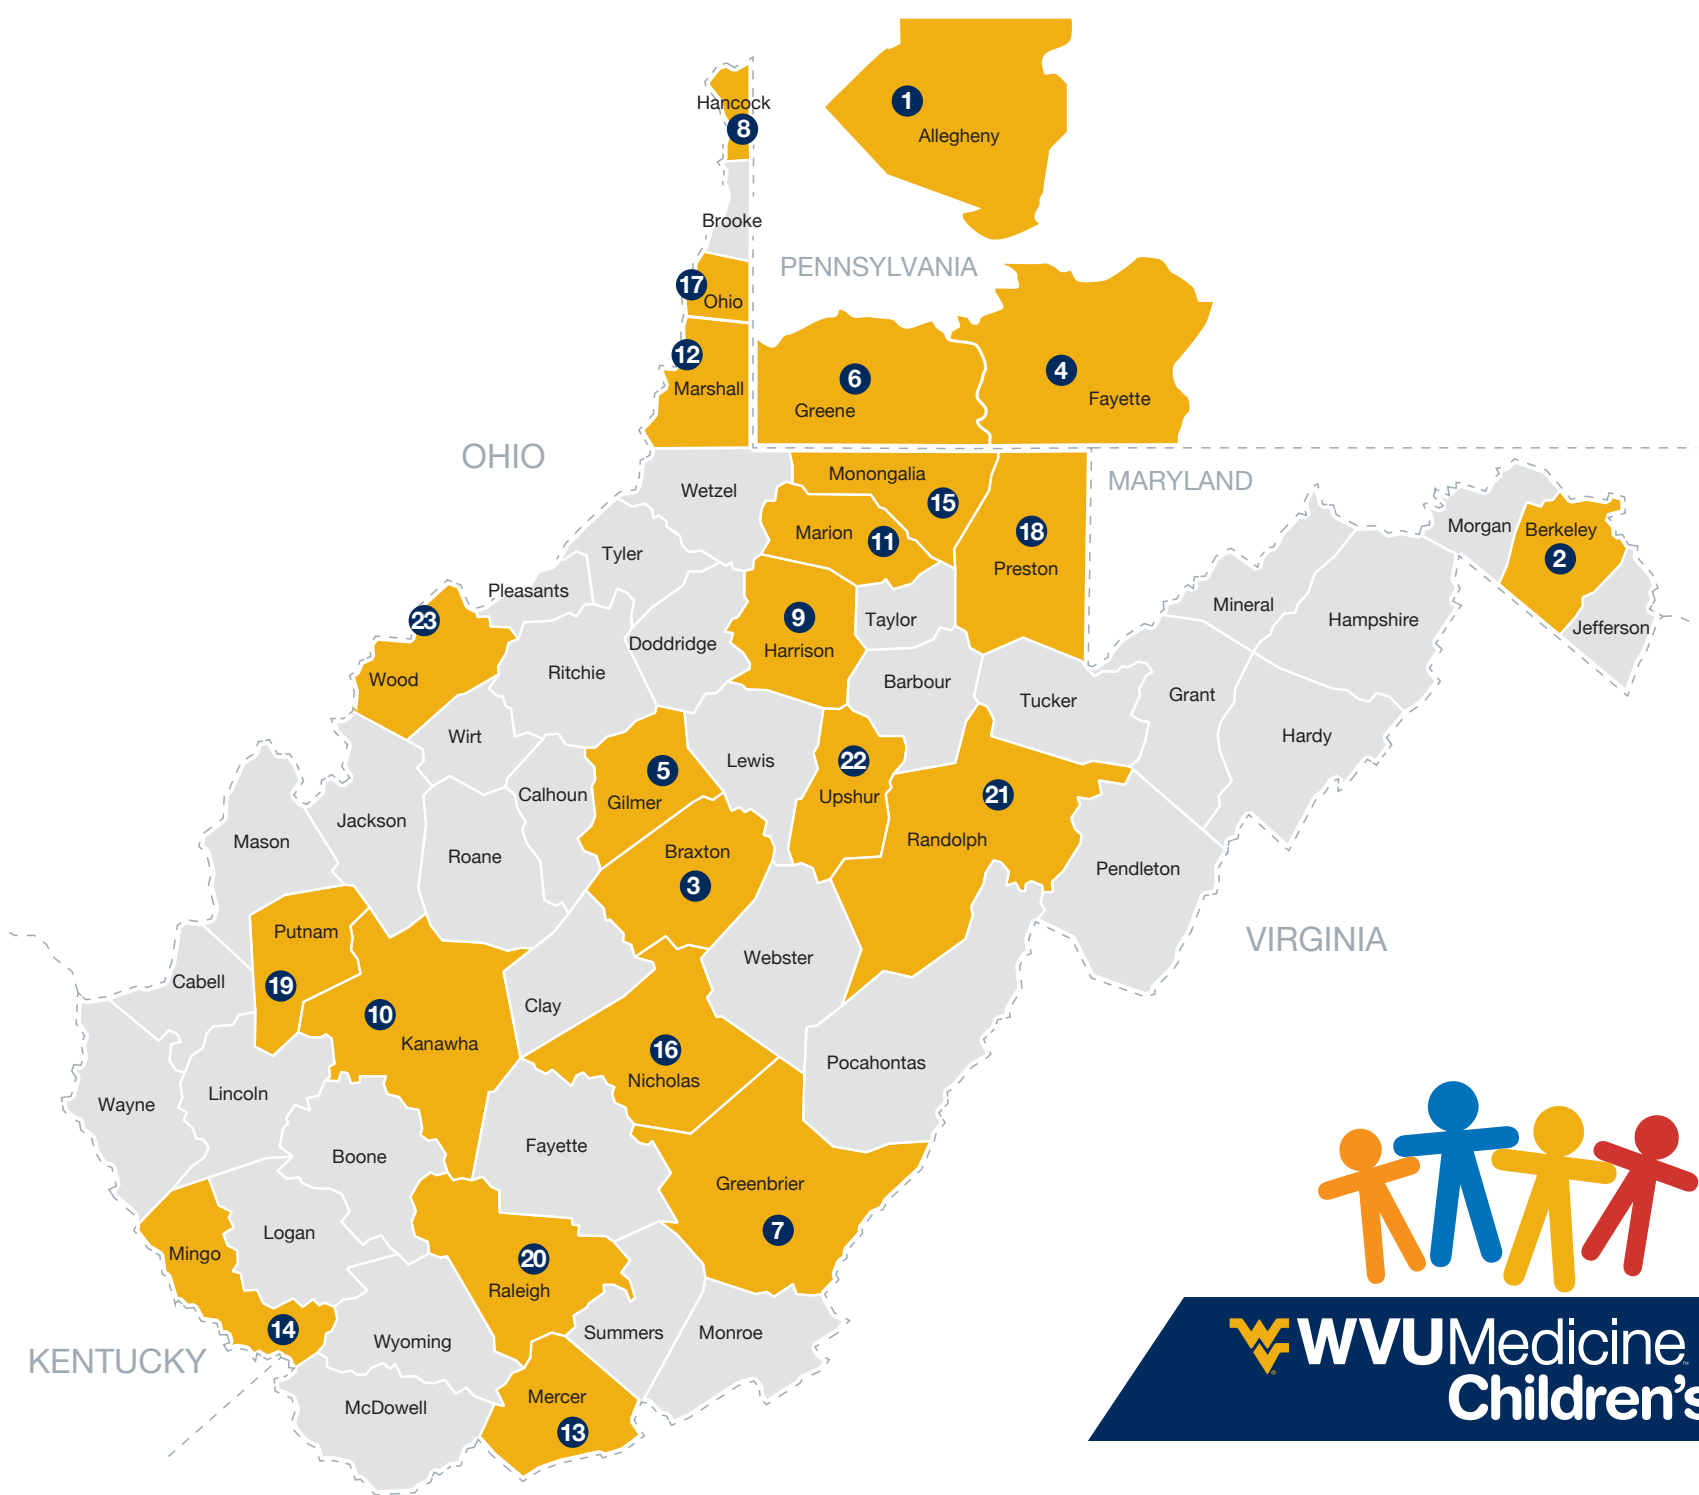 1
Allegheny
Hancock
8
Brooke
PENNSYLVANIA
17
Ohio
12
Marshall
6
Greene
4
Fayette
OHIO
MARYLAND
Wetzel
Monongalia
15
Marion
11
18
Preston
Morgan
Berkeley
2
Jefferson
Tyler
Pleasants
23
Wood
Doddridge
9
Harrison
Taylor
Mineral
Hampshire
Ritchie
Barbour
Tucker
Grant
Hardy
Wirt
Lewis
22
Upshur
5
Gilmer
Calhoun
21
Randolph
Mason
Jackson
Roane
Braxton
3
Pendleton
Putnam
19
Cabell
VIRGINIA
Webster
Clay
10
Kanawha
16
Nicholas
Pocahontas
Wayne
Lincoln
Boone
Fayette
Greenbrier
7
Logan
Mingo
14
20
Raleigh
Summers
Monroe
Wyoming
KENTUCKY
McDowell
Mercer
13
WVUMedicine™
Children's